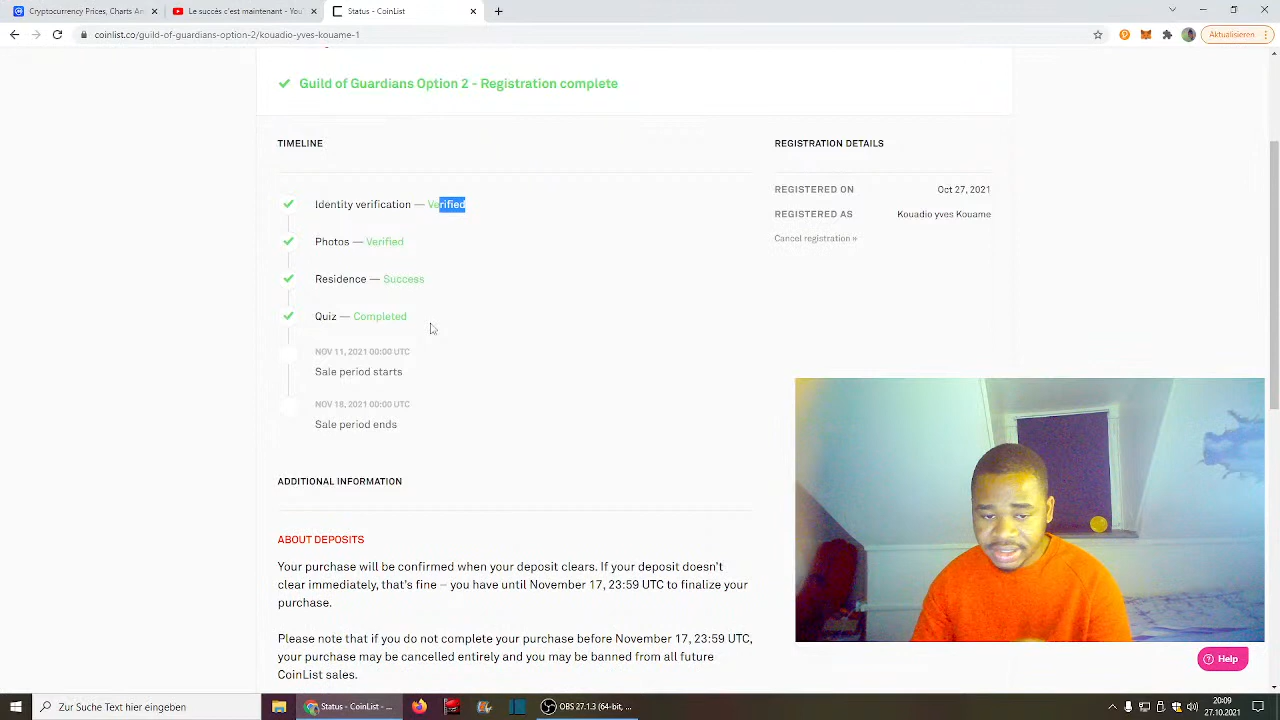 Cryptocurrency Prices, Charts An
Le succès c'est maintenant - You
Status - CoinList
coinlist.co/guild-of-guardians-option-2/kouadio-yves-kouame-1
Aktualisieren
Guild of Guardians Option 2 - Registration complete
TIMELINE
Identity verification — Verified
Photos — Verified
Residence — Success
Quiz — Completed
NOV 11, 2021 00:00 UTC
Sale period starts
NOV 18, 2021 00:00 UTC
Sale period ends
REGISTRATION DETAILS
REGISTERED ON Oct 27, 2021
REGISTERED AS Kouadio yves Kouame
Cancel registration »
ADDITIONAL INFORMATION
ABOUT DEPOSITS
Your purchase will be confirmed when your deposit clears. If your deposit doesn't
clear immediately, that's fine – you have until November 17, 23:59 UTC to finalize your
purchase.
Please note that if you do not complete your purchase before November 17, 23:59 UTC,
your purchase may be cancelled entirely and you may be banned from all future
CoinList sales.
Help
Zur Suche Text hier eingeben
Status - CoinList - ...
OBS 27.1.3 (64-bit, ...
20:09
27.10.2021